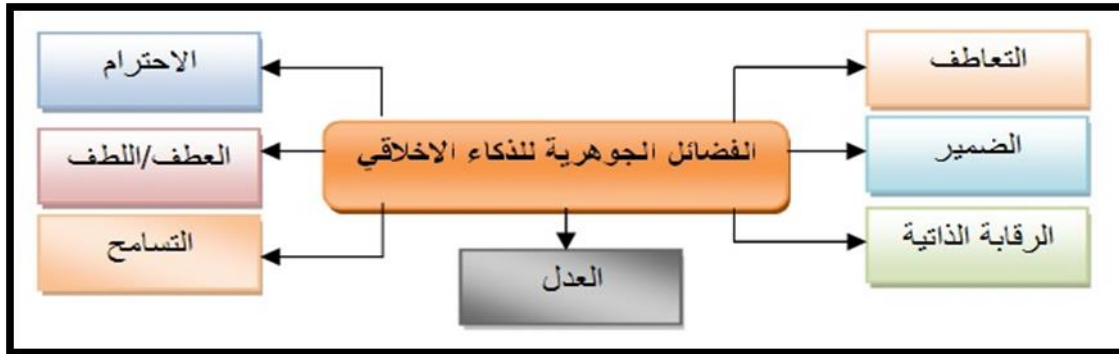 التعاطف
الاحترام
الفضائل الجوهرية للذكاء الاخلاقي
الضمير
العطف/اللطف
الرقابة الذاتية
التسامح
العدل